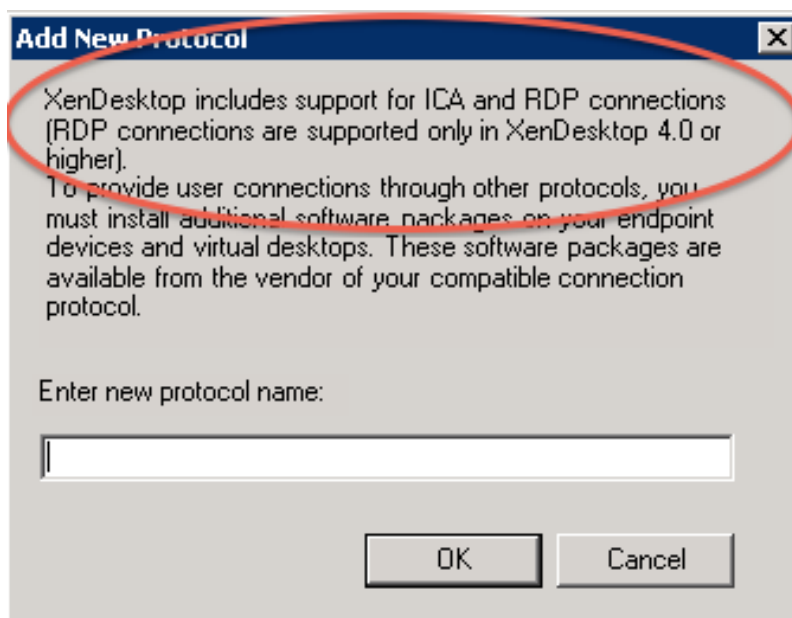 Add New Protocol
XenDesktop includes support for ICA and RDP connections
(RDP connections are supported only in XenDesktop 4.0 or
higher).
To provide user connections through other protocols, you
must install additional software packages on your endpoint
devices and virtual desktops. These software packages are
available from the vendor of your compatible connection
protocol.
Enter new protocol name:
OK Cancel